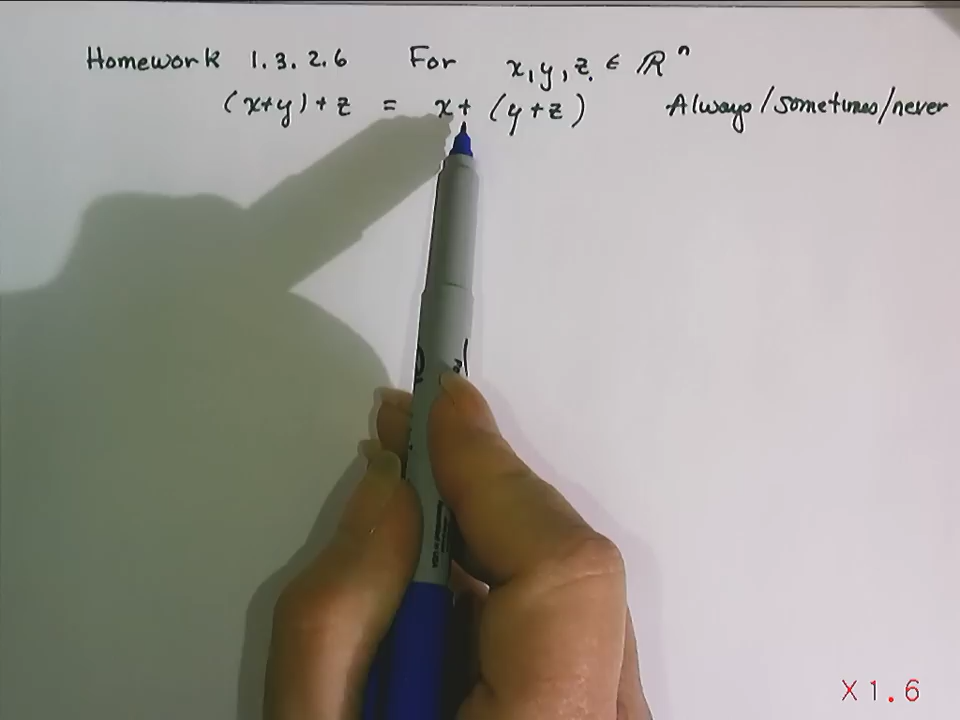 Homework 1.3.2.6 For x, y, z ∈ ℝⁿ
(x+y)+z = x+(y+z) Always/sometimes/never
X1.6